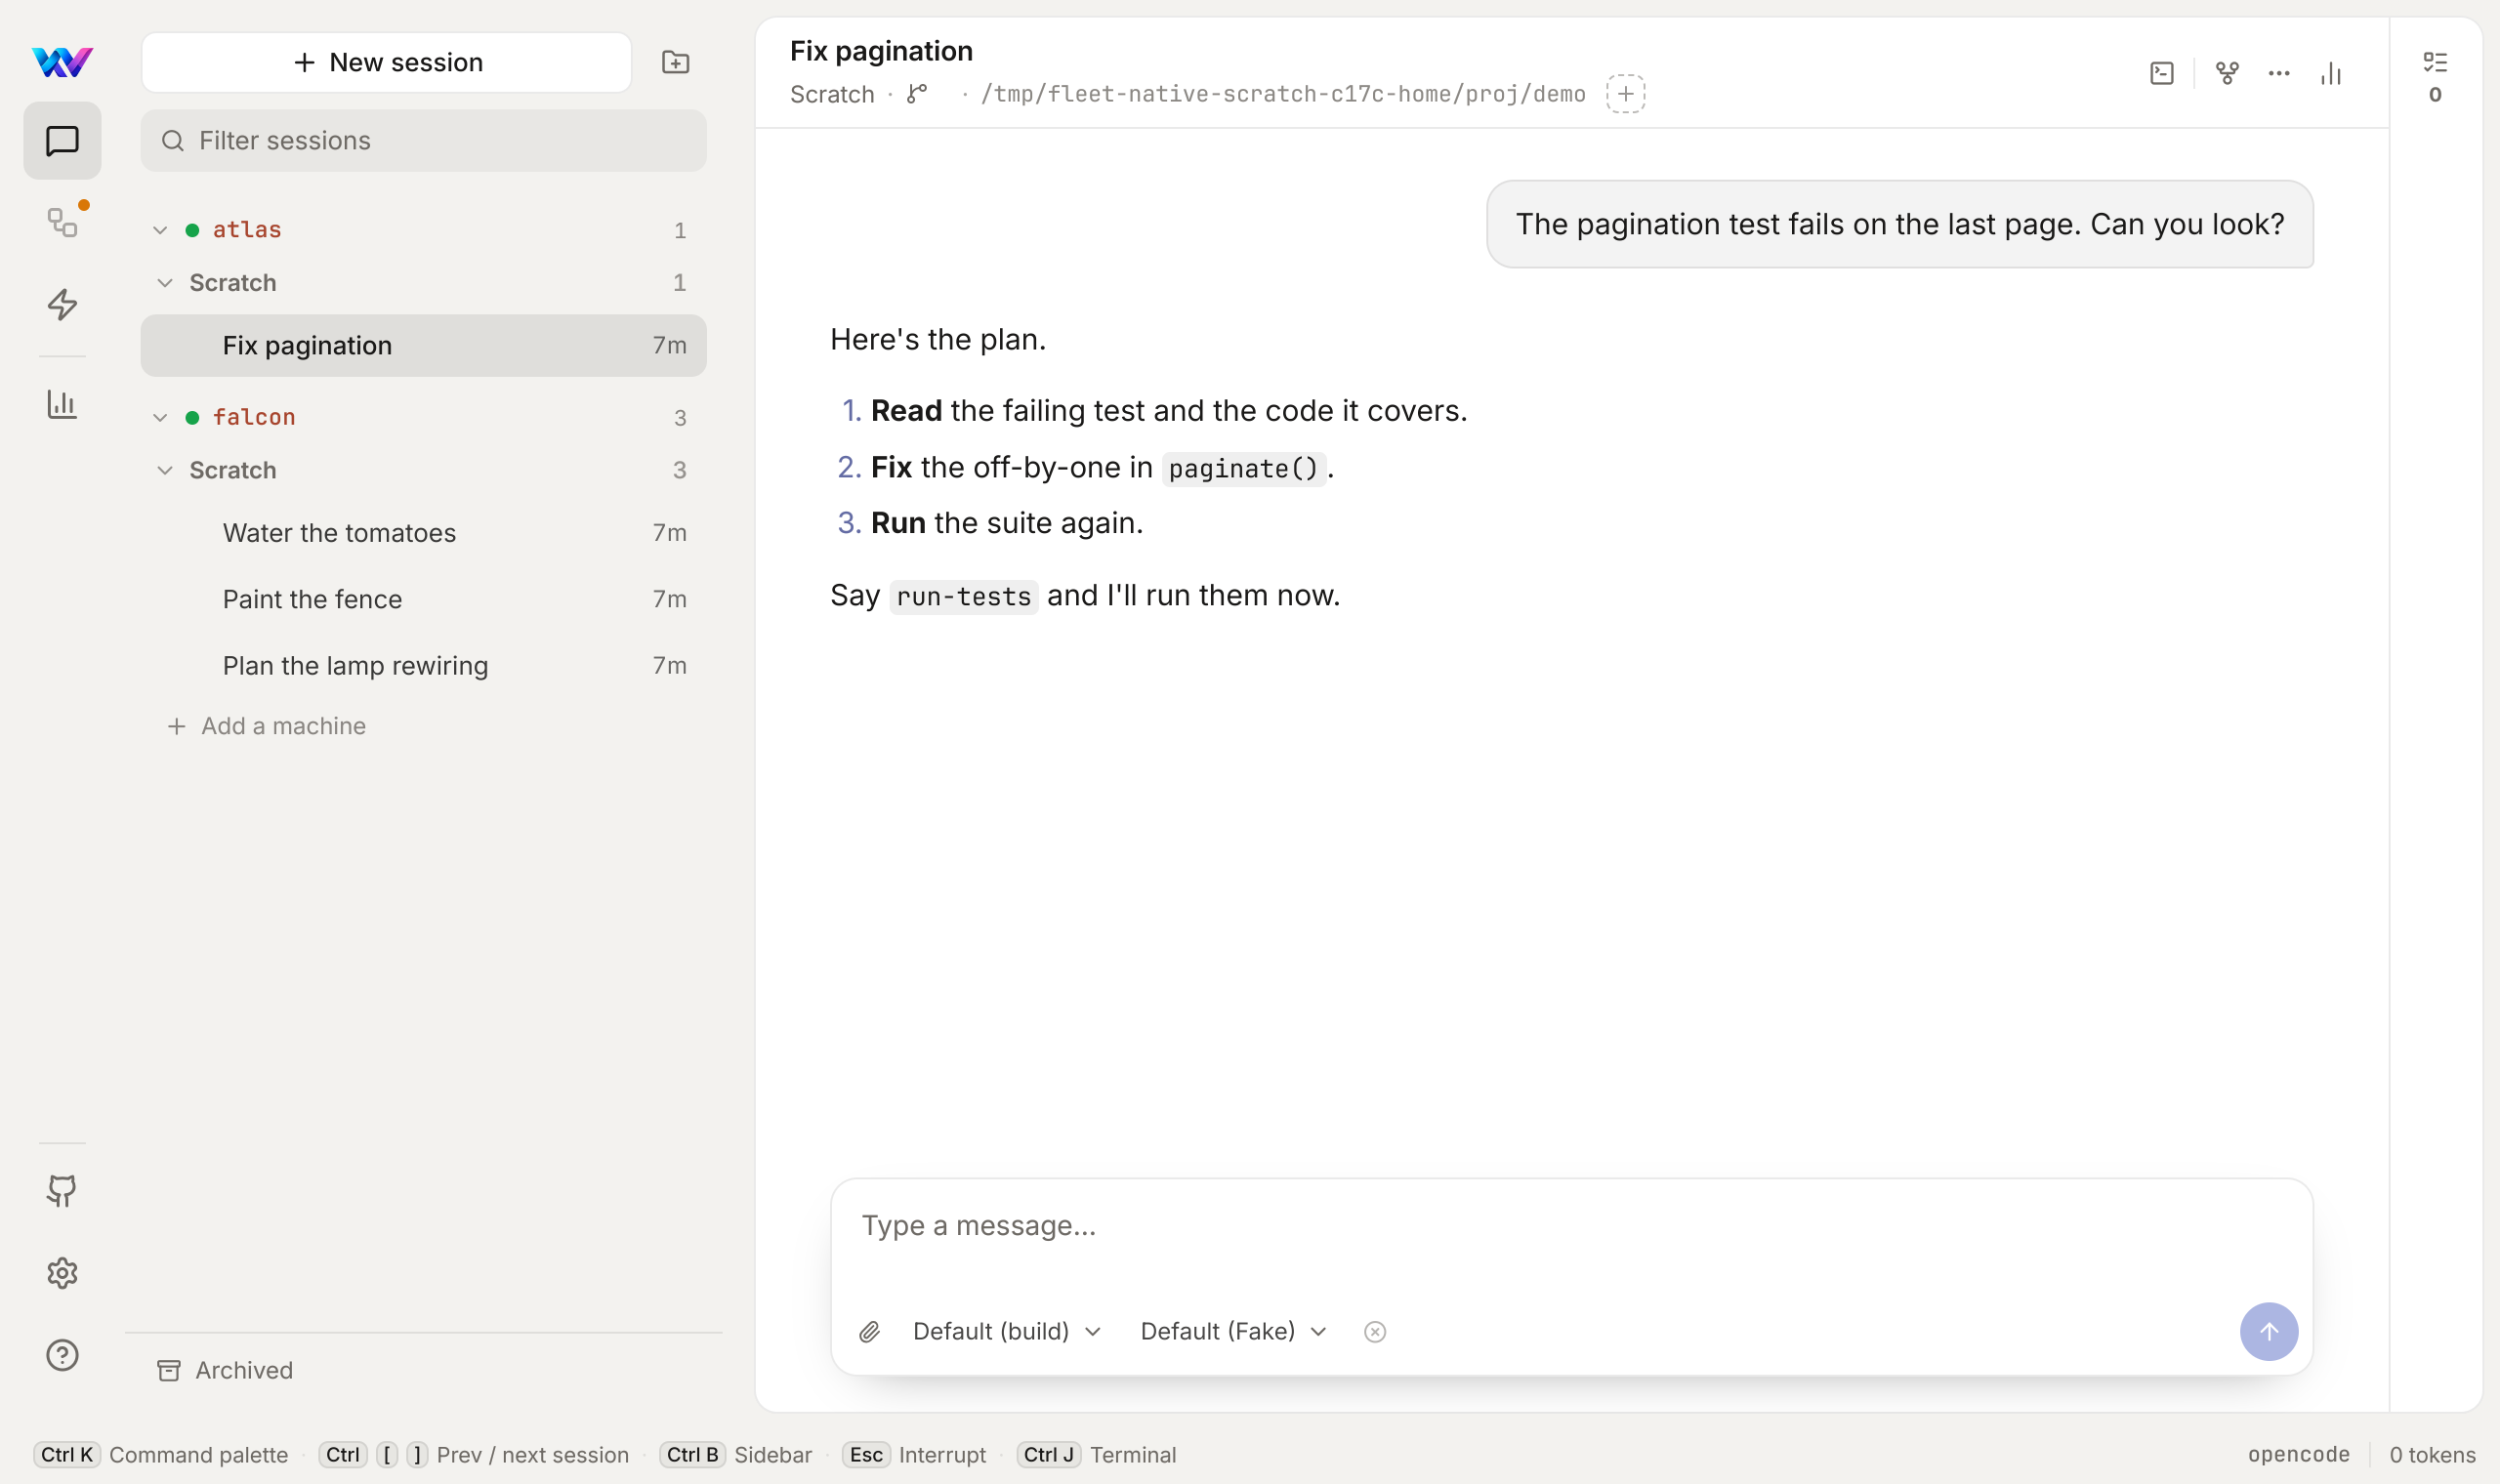 New session
Filter sessions
atlas 1
Scratch 1
Fix pagination 7m
falcon 3
Scratch 3
Water the tomatoes 7m
Paint the fence 7m
Plan the lamp rewiring 7m
+ Add a machine
Archived
Fix pagination
Scratch · · /tmp/fleet-native-scratch-c17c-home/proj/demo
0
The pagination test fails on the last page. Can you look?
Here's the plan.
1. Read the failing test and the code it covers.
2. Fix the off-by-one in paginate().
3. Run the suite again.
Say run-tests and I'll run them now.
Type a message...
Default (build) Default (Fake)
Ctrl K Command palette · Ctrl [ ] Prev / next session · Ctrl B Sidebar · Esc Interrupt · Ctrl J Terminal
opencode 0 tokens